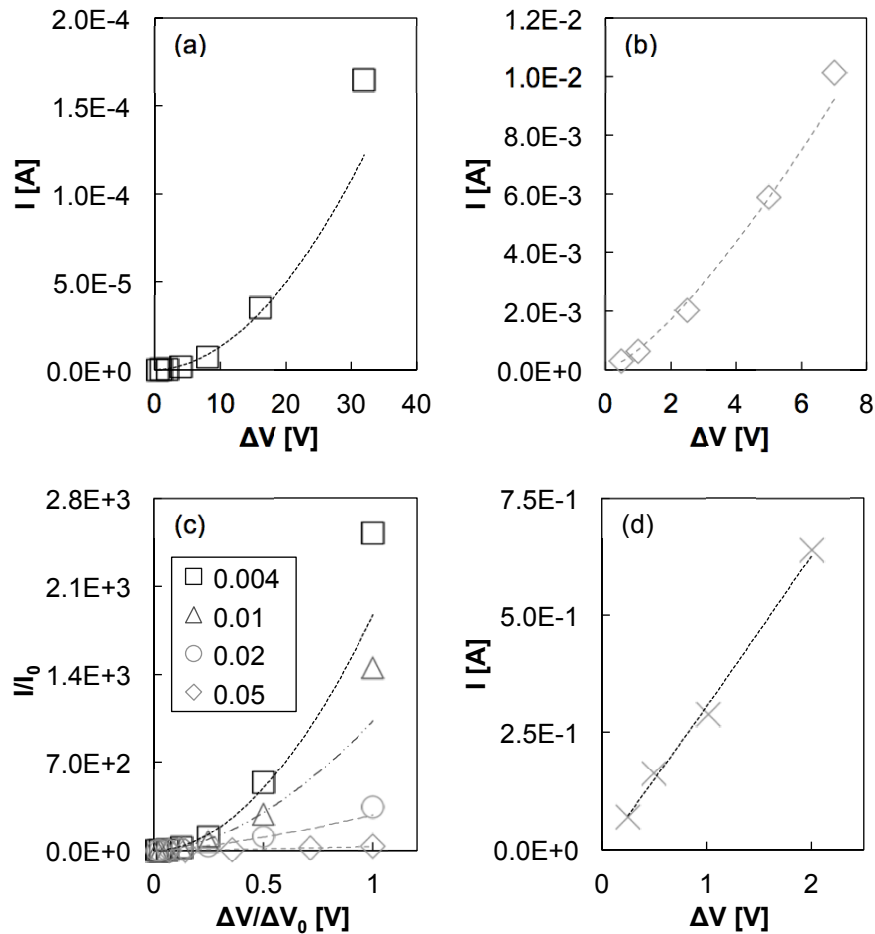 (a)
I [A]
2.0E-4
1.5E-4
1.0E-4
5.0E-5
0.0E+0
0 10 20 30 40
ΔV [V]
(b)
I [A]
1.2E-2
1.0E-2
8.0E-3
6.0E-3
4.0E-3
2.0E-3
0.0E+0
0 2 4 6 8
ΔV [V]
(c)
I/I₀
2.8E+3
2.1E+3
1.4E+3
7.0E+2
0.0E+0
0.004
0.01
0.02
0.05
0 0.5 1
ΔV/ΔV₀ [V]
(d)
I [A]
7.5E-1
5.0E-1
2.5E-1
0.0E+0
0 1 2
ΔV [V]